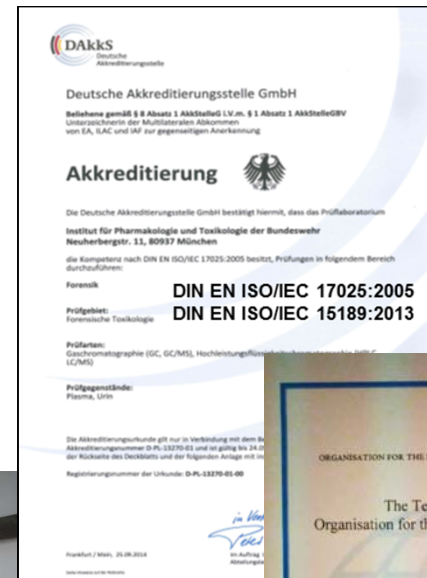 DAkkS
Deutsche
Akkreditierungsstelle
Deutsche Akkreditierungsstelle GmbH
Beliehene gemäß § 8 Absatz 1 AkkStelleG i.V.m. § 1 Absatz 1 AkkStelleGBV
Unterzeichnerin der Multilateralen Abkommen
von EA, ILAC und IAF zur gegenseitigen Anerkennung
Akkreditierung
Die Deutsche Akkreditierungsstelle GmbH bestätigt hiermit, dass das Prüflaboratorium
Institut für Pharmakologie und Toxikologie der Bundeswehr
Neuherbergstr. 11, 80937 München
die Kompetenz nach DIN EN ISO/IEC 17025:2005 besitzt, Prüfungen in folgendem Bereich
durchzuführen:
Forensik
DIN EN ISO/IEC 17025:2005
DIN EN ISO/IEC 15189:2013
Prüfgebiet:
Forensische Toxikologie
Prüfarten:
Gaschromatographie (GC, GC/MS),
LC/MS)
Prüfgegenstände:
Plasma, Urin
Die Akkreditierungsurkunde gilt nur in Verbindung mit dem
Akkreditierungsnummer D-PL-13270-01 und ist gültig bis
der Rückseite des Deckblatts und der folgenden Anlage mit
Registrierungsnummer der Urkunde: D-PL-13270-01-00
Frankfurt / Main, 25.09.2014
Im Auftrag
ORGANISATION FOR THE
The
Organisation for